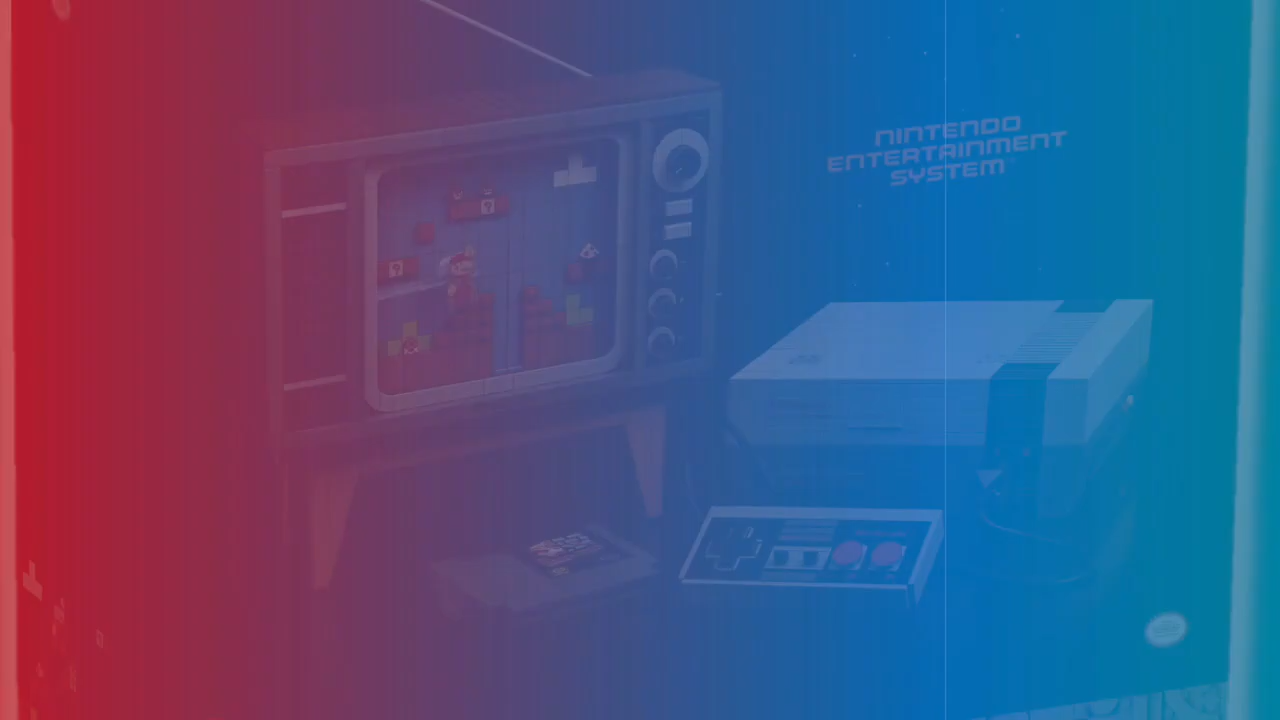 NINTENDO
ENTERTAINMENT
SYSTEM
?
?